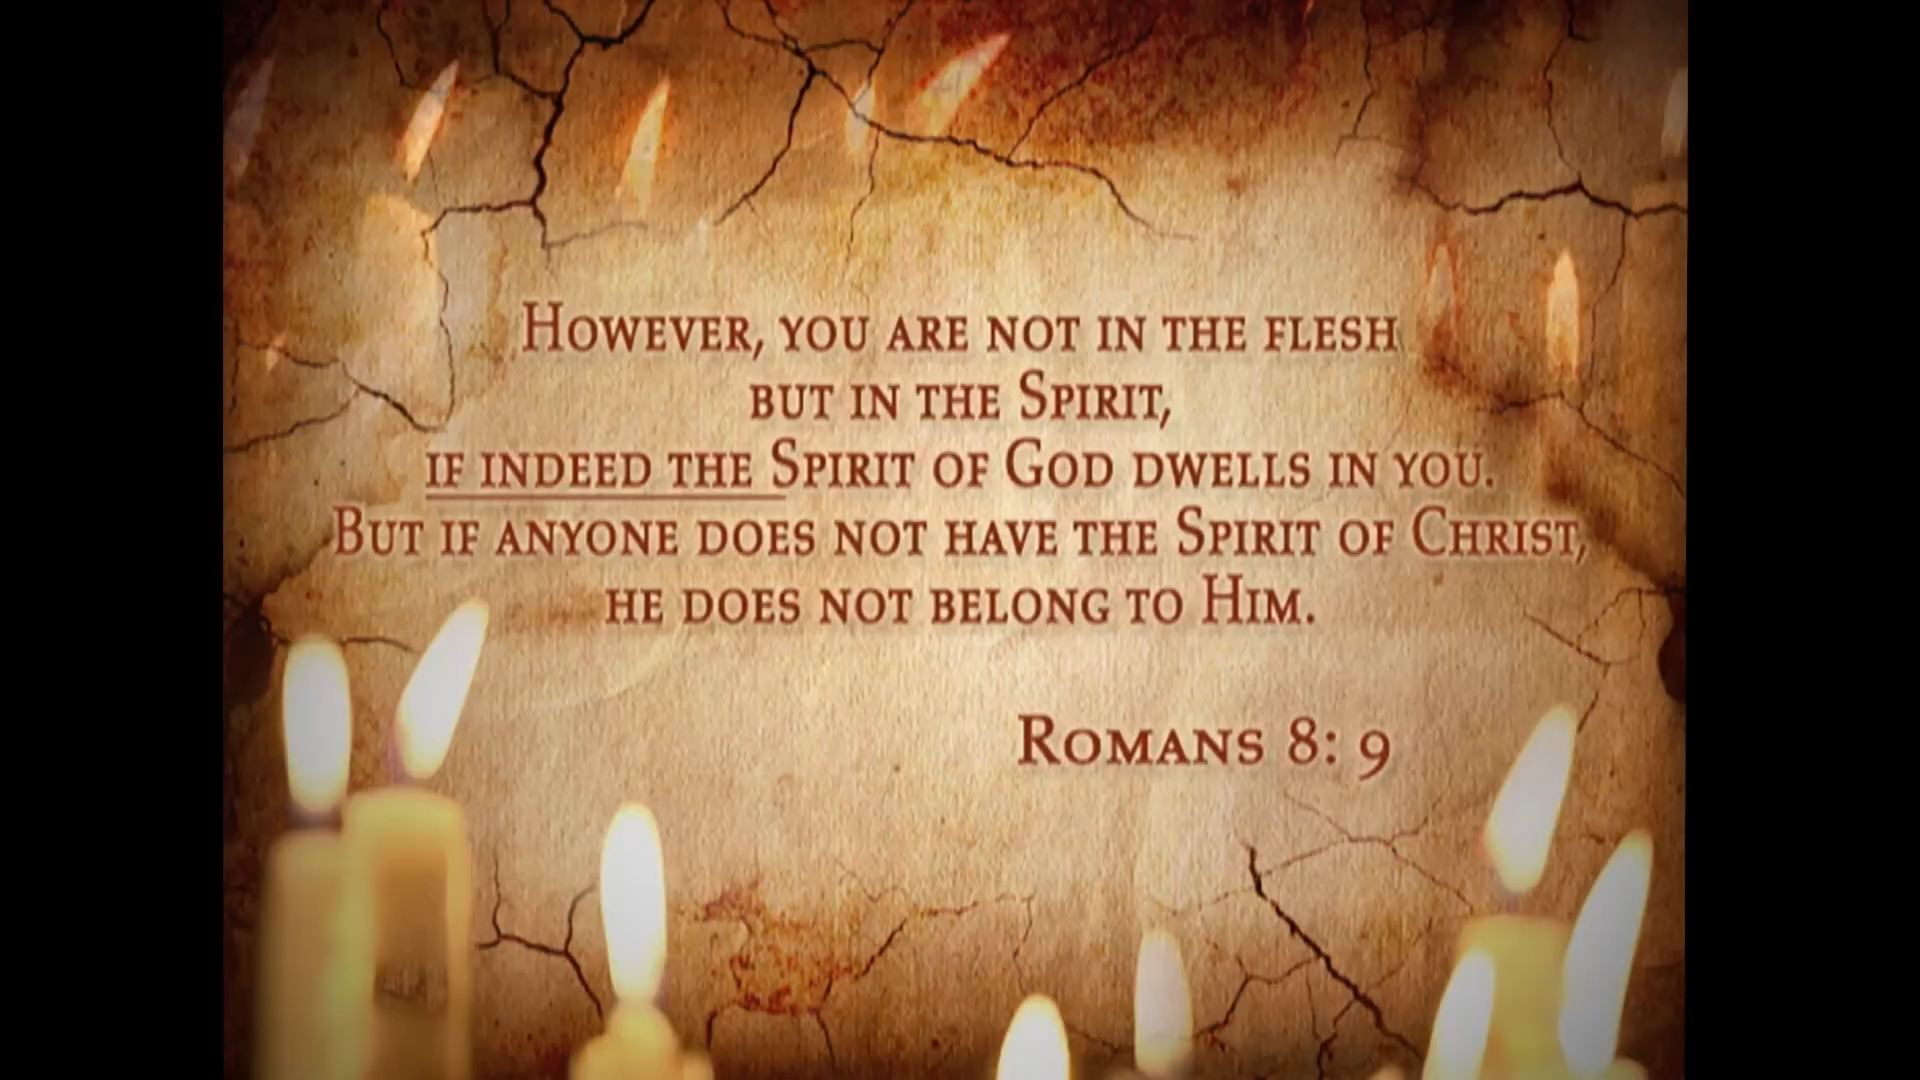 However, you are not in the flesh
but in the Spirit,
if indeed the Spirit of God dwells in you.
But if anyone does not have the Spirit of Christ,
he does not belong to Him.
Romans 8: 9